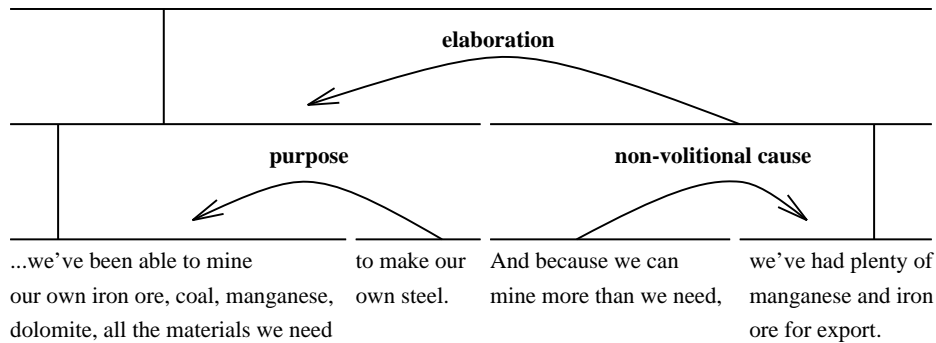 elaboration
purpose
non-volitional cause
...we've been able to mine
our own iron ore, coal, manganese,
dolomite, all the materials we need
to make our
own steel.
And because we can
mine more than we need,
we've had plenty of
manganese and iron
ore for export.